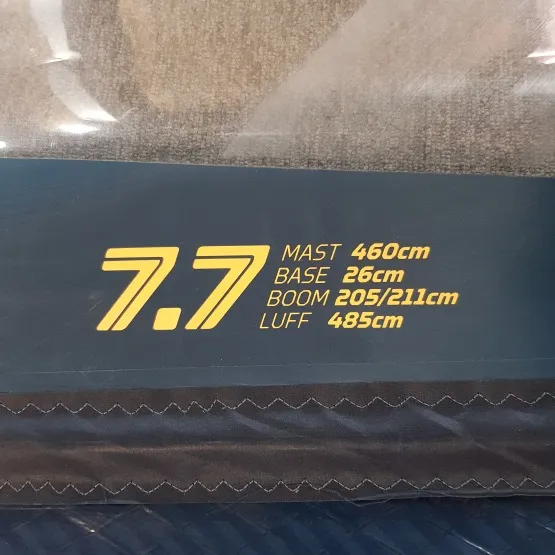 7.7
MAST 460cm
BASE 26cm
BOOM 205/211cm
LUFF 485cm